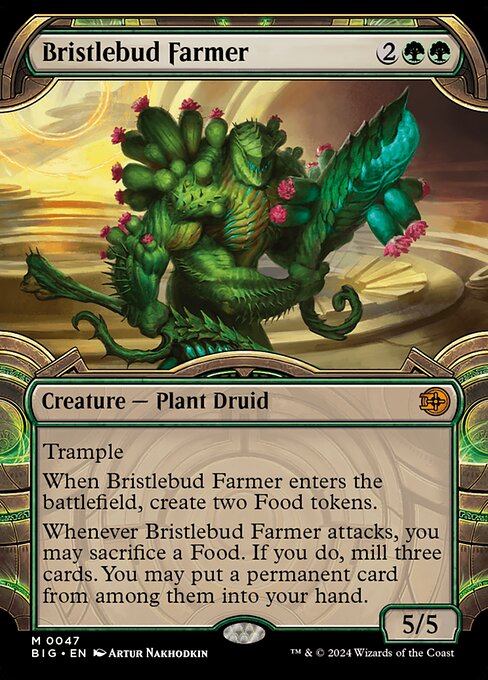 Bristlebud Farmer 2
Creature — Plant Druid
Trample
When Bristlebud Farmer enters the
battlefield, create two Food tokens.
Whenever Bristlebud Farmer attacks, you
may sacrifice a Food. If you do, mill three
cards. You may put a permanent card
from among them into your hand.
5/5
M 0047
BIG • EN Artur Nakhodkin ™ & © 2024 Wizards of the Coast